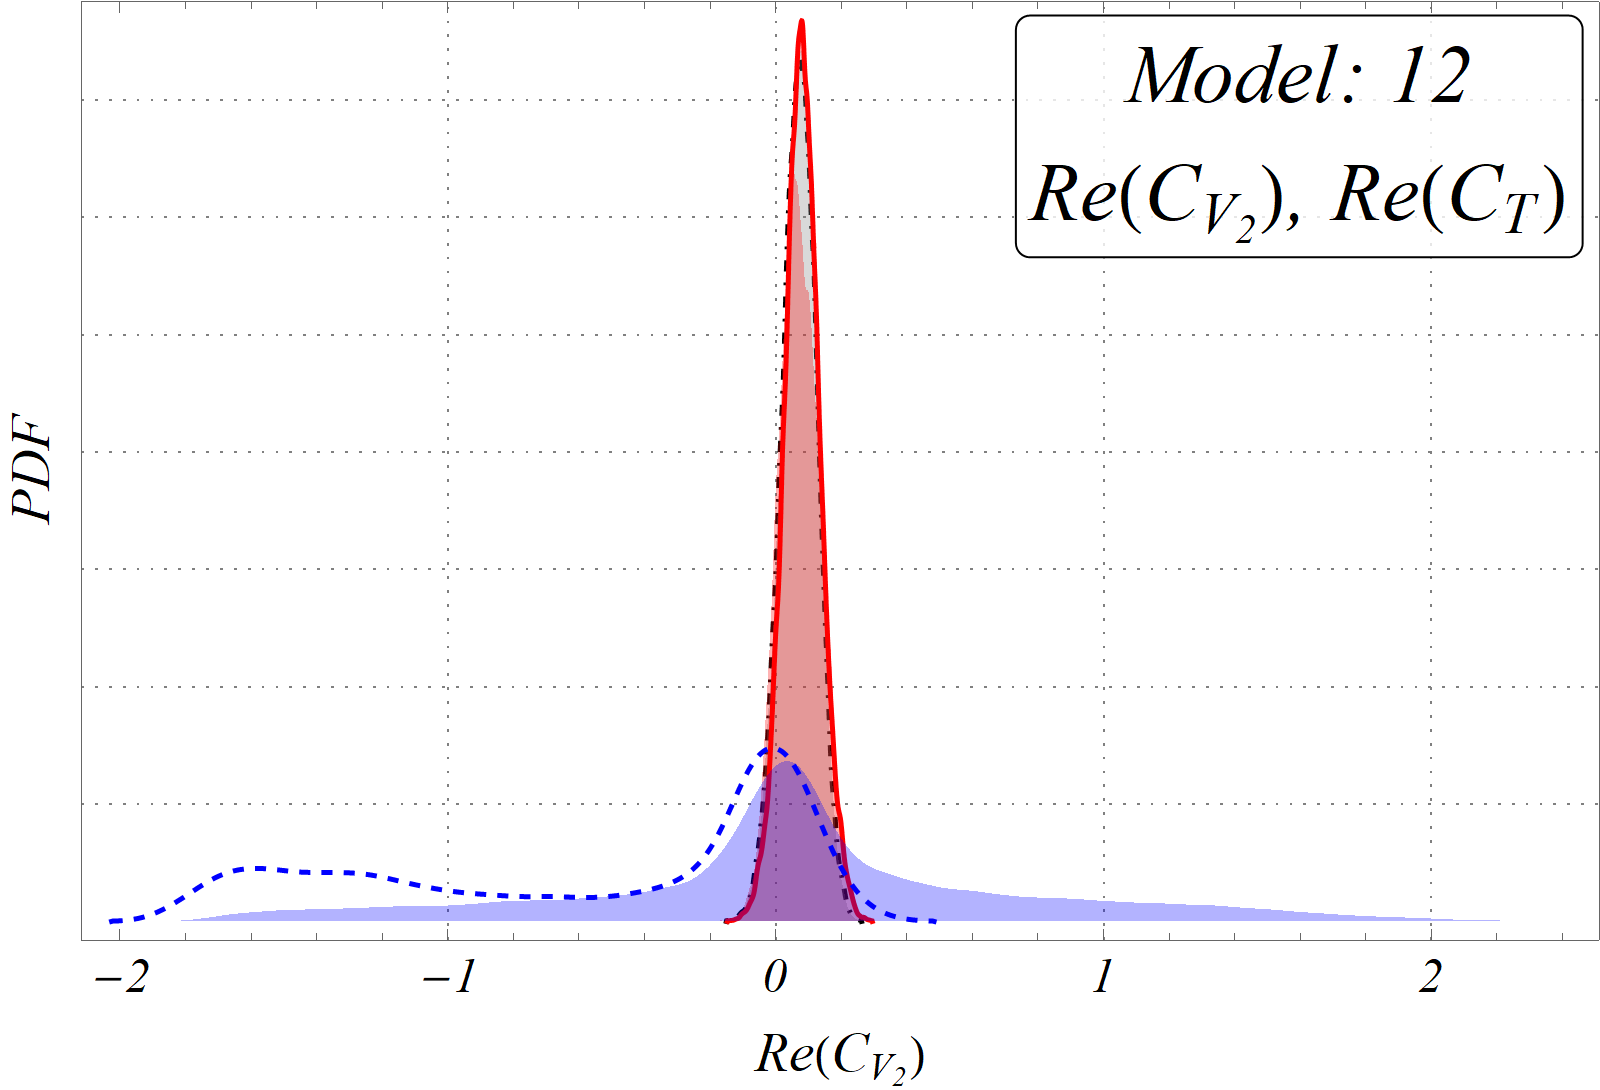 Model: 12
Re(C_{V_2}), Re(C_T)
PDF
−2 −1 0 1 2
Re(C_{V_2})